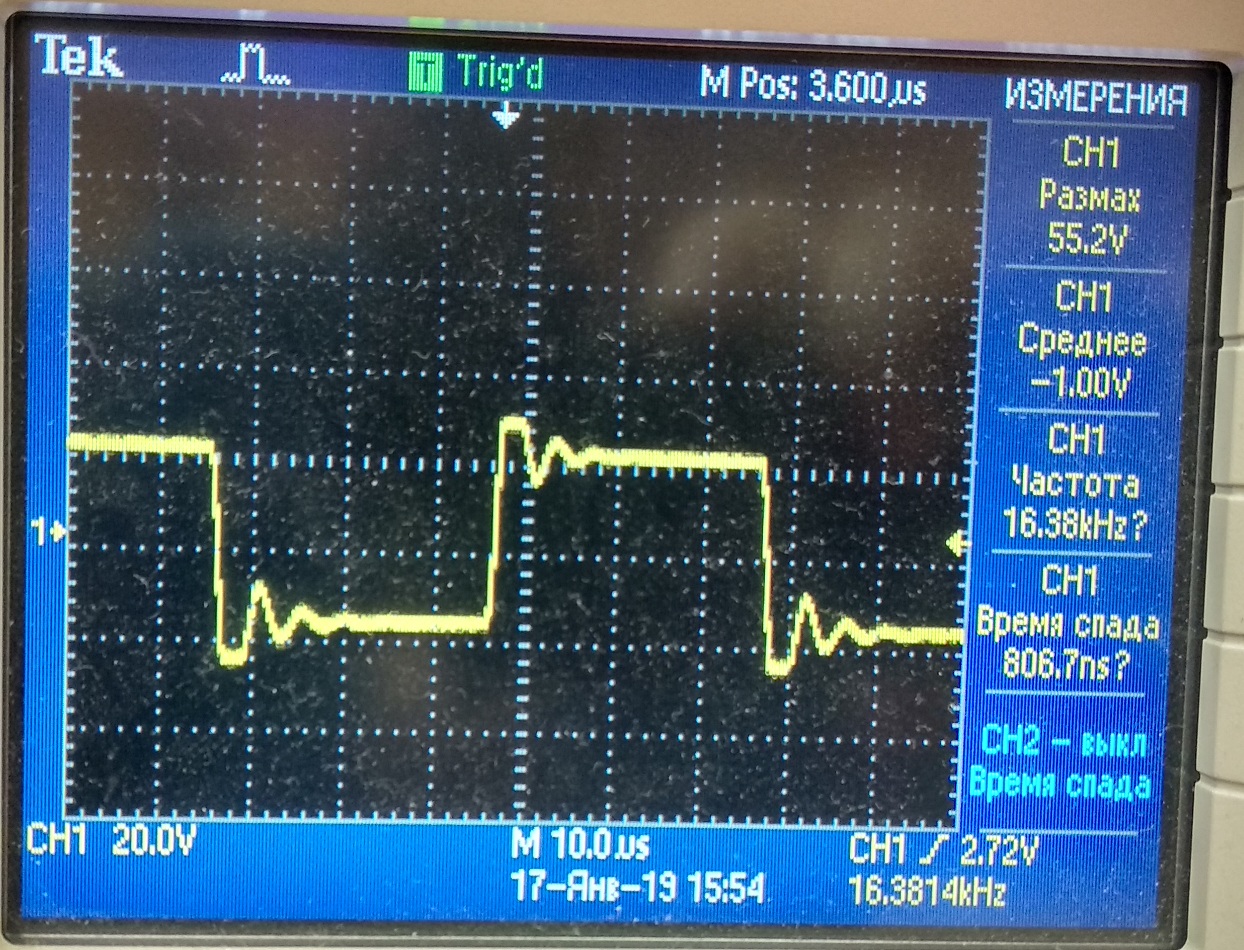 Tek
T Trig'd
M Pos: 3.600µs
ИЗМЕРЕНИЯ
CH1
Размах
55.2V
CH1
Среднее
-1.00V
CH1
Частота
16.38kHz?
CH1
Время спада
806.7ns?
CH2 - выкл
Время спада
1
CH1 20.0V
M 10.0µs
CH1 / 2.72V
17-Янв-19 15:54
16.3814kHz